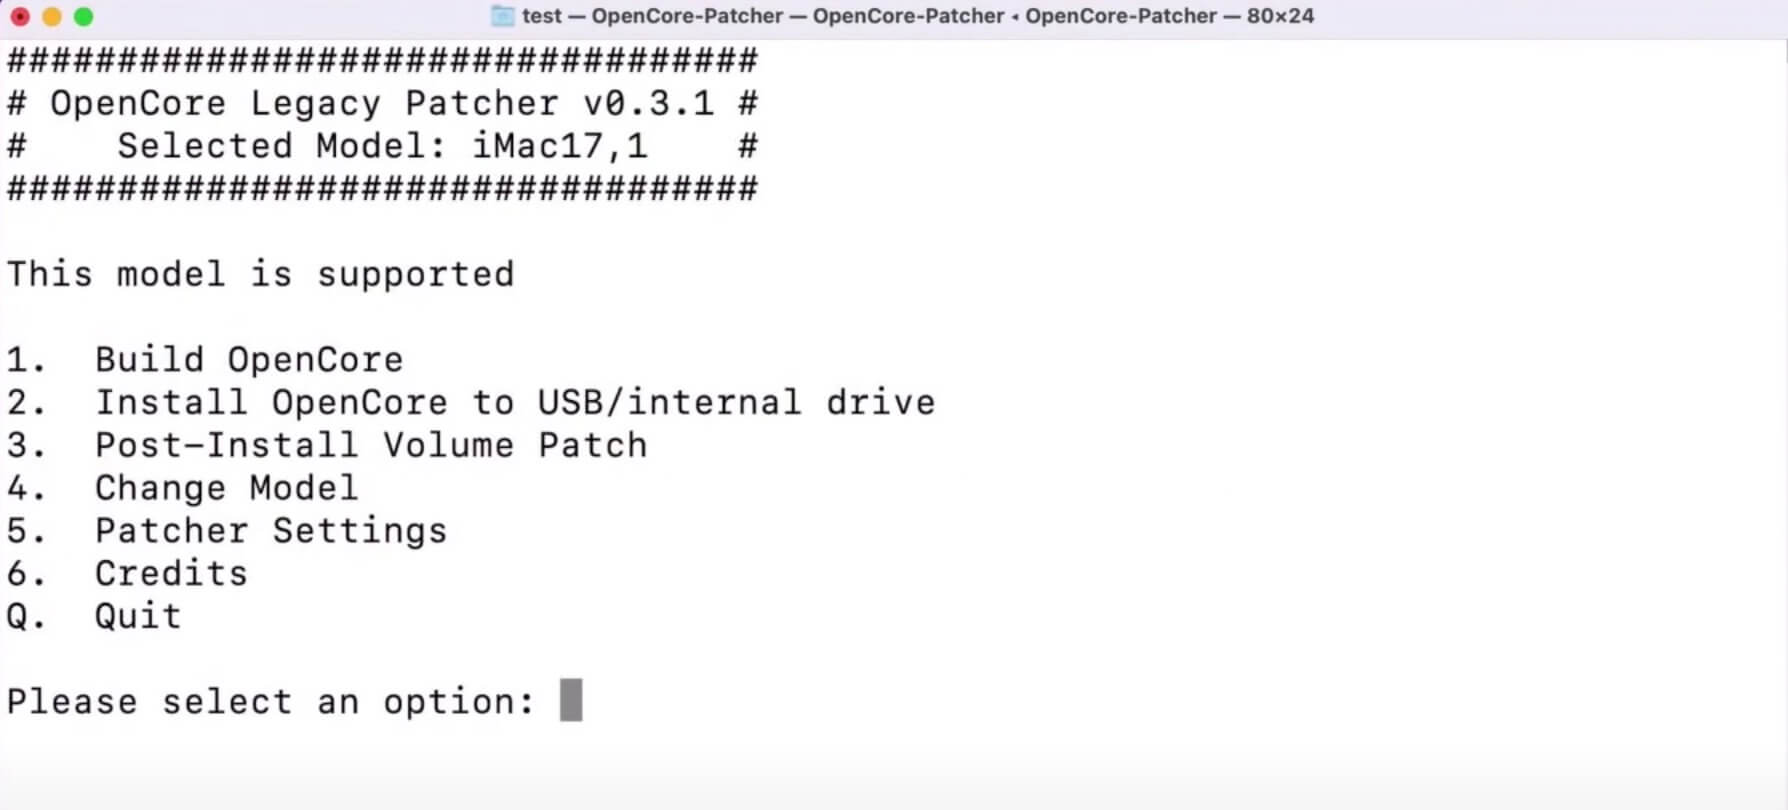 test — OpenCore-Patcher — OpenCore-Patcher ◂ OpenCore-Patcher — 80×24
##################################
# OpenCore Legacy Patcher v0.3.1 #
#    Selected Model: iMac17,1    #
##################################
This model is supported
1.  Build OpenCore
2.  Install OpenCore to USB/internal drive
3.  Post-Install Volume Patch
4.  Change Model
5.  Patcher Settings
6.  Credits
Q.  Quit
Please select an option: